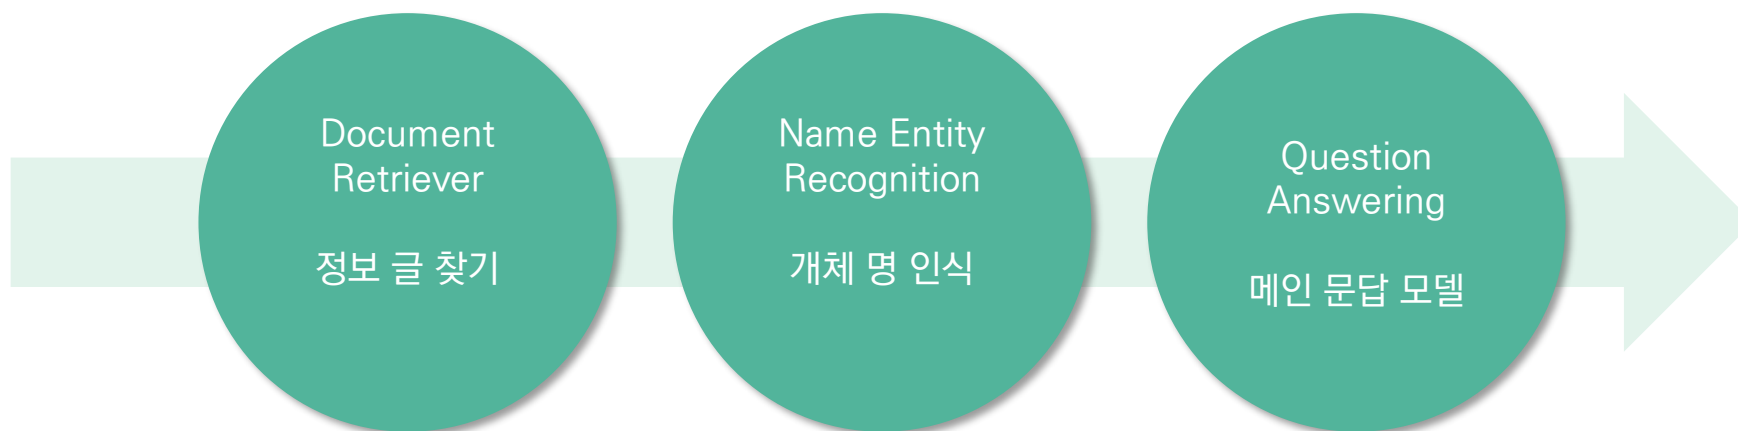 Document
Retriever
정보 글 찾기
Name Entity
Recognition
개체 명 인식
Question
Answering
메인 문답 모델